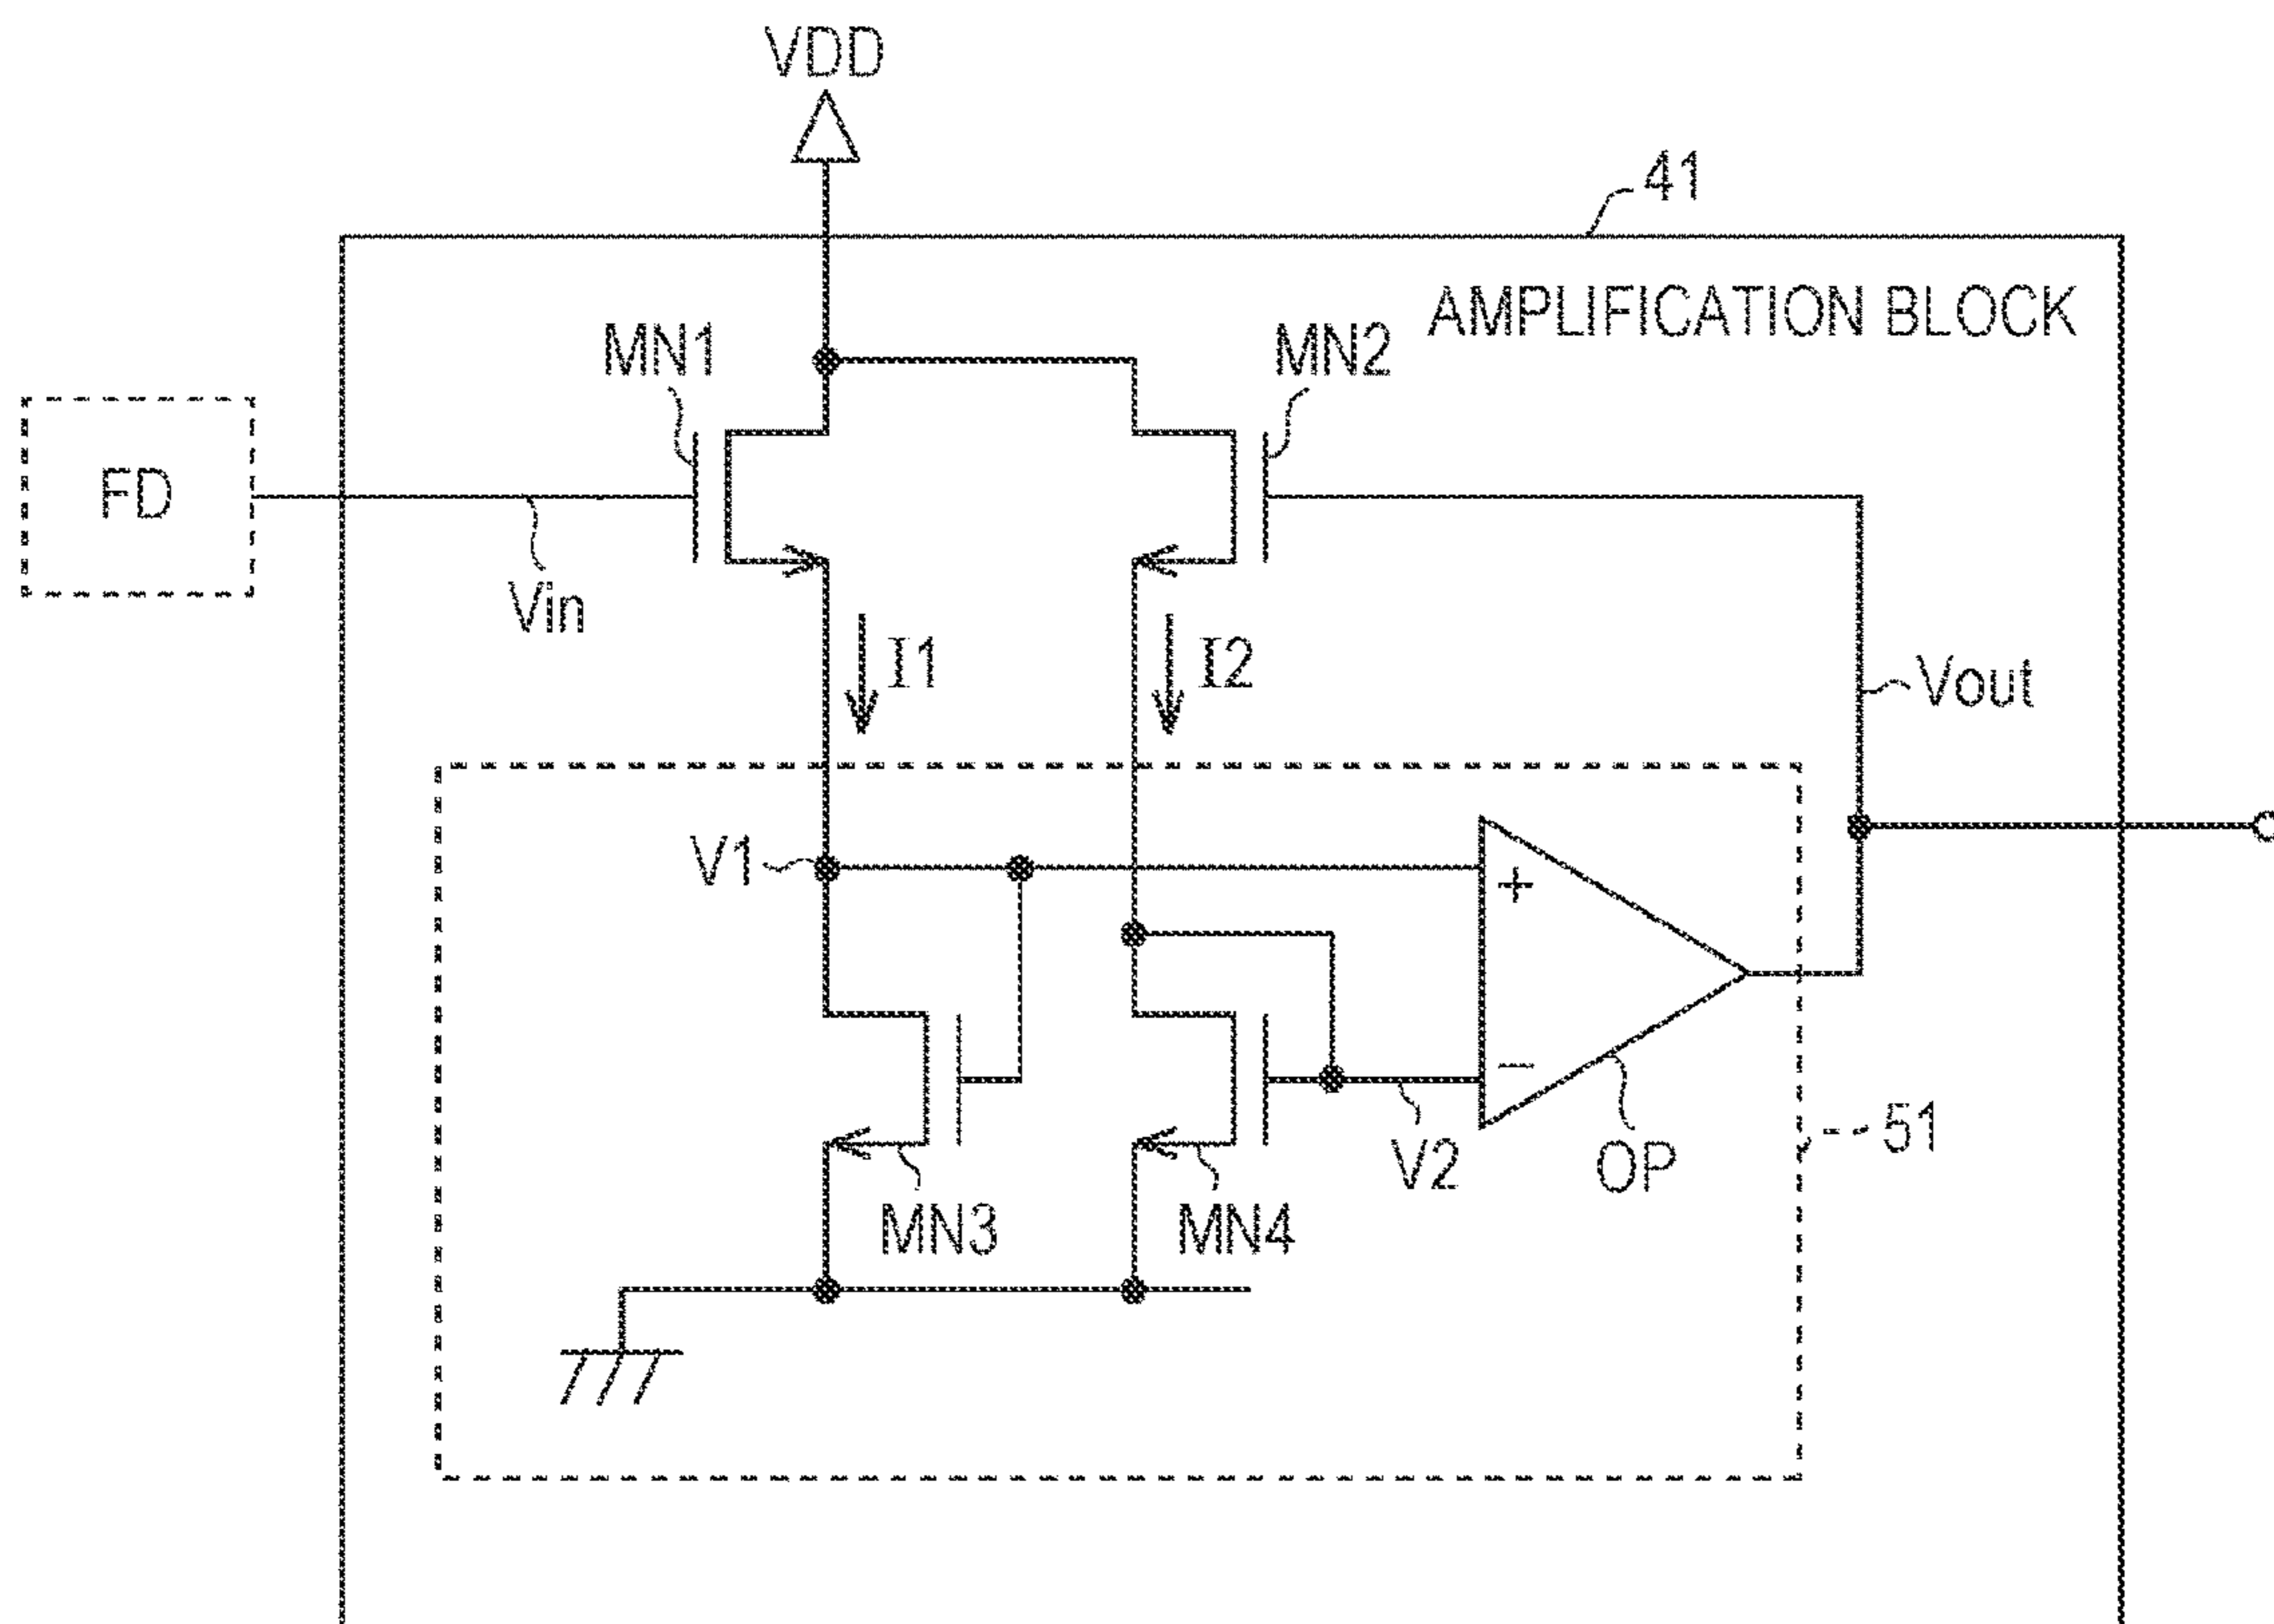 VDD
41
AMPLIFICATION BLOCK
MN1
MN2
FD
Vin
I1
I2
Vout
V1
+
−
V2
OP
51
MN3
MN4